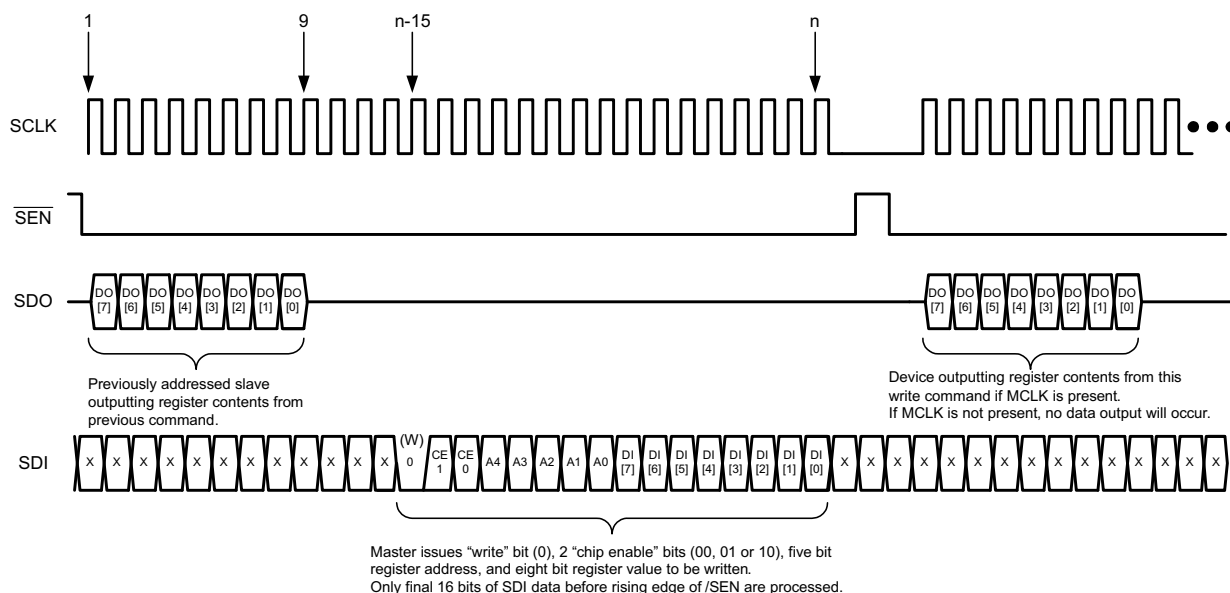 1 9 n-15 n
SCLK
SEN
SDO DO [7] DO [6] DO [5] DO [4] DO [3] DO [2] DO [1] DO [0] DO [7] DO [6] DO [5] DO [4] DO [3] DO [2] DO [1] DO [0]
Previously addressed slave
outputting register contents from
previous command.
Device outputting register contents from this
write command if MCLK is present.
If MCLK is not present, no data output will occur.
SDI X X X X X X X X X X X X (W) 0 CE 1 CE 0 A4 A3 A2 A1 A0 DI [7] DI [6] DI [5] DI [4] DI [3] DI [2] DI [1] DI [0] X X X X X X X X X X X X X X X
Master issues “write” bit (0), 2 “chip enable” bits (00, 01 or 10), five bit
register address, and eight bit register value to be written.
Only final 16 bits of SDI data before rising edge of /SEN are processed.